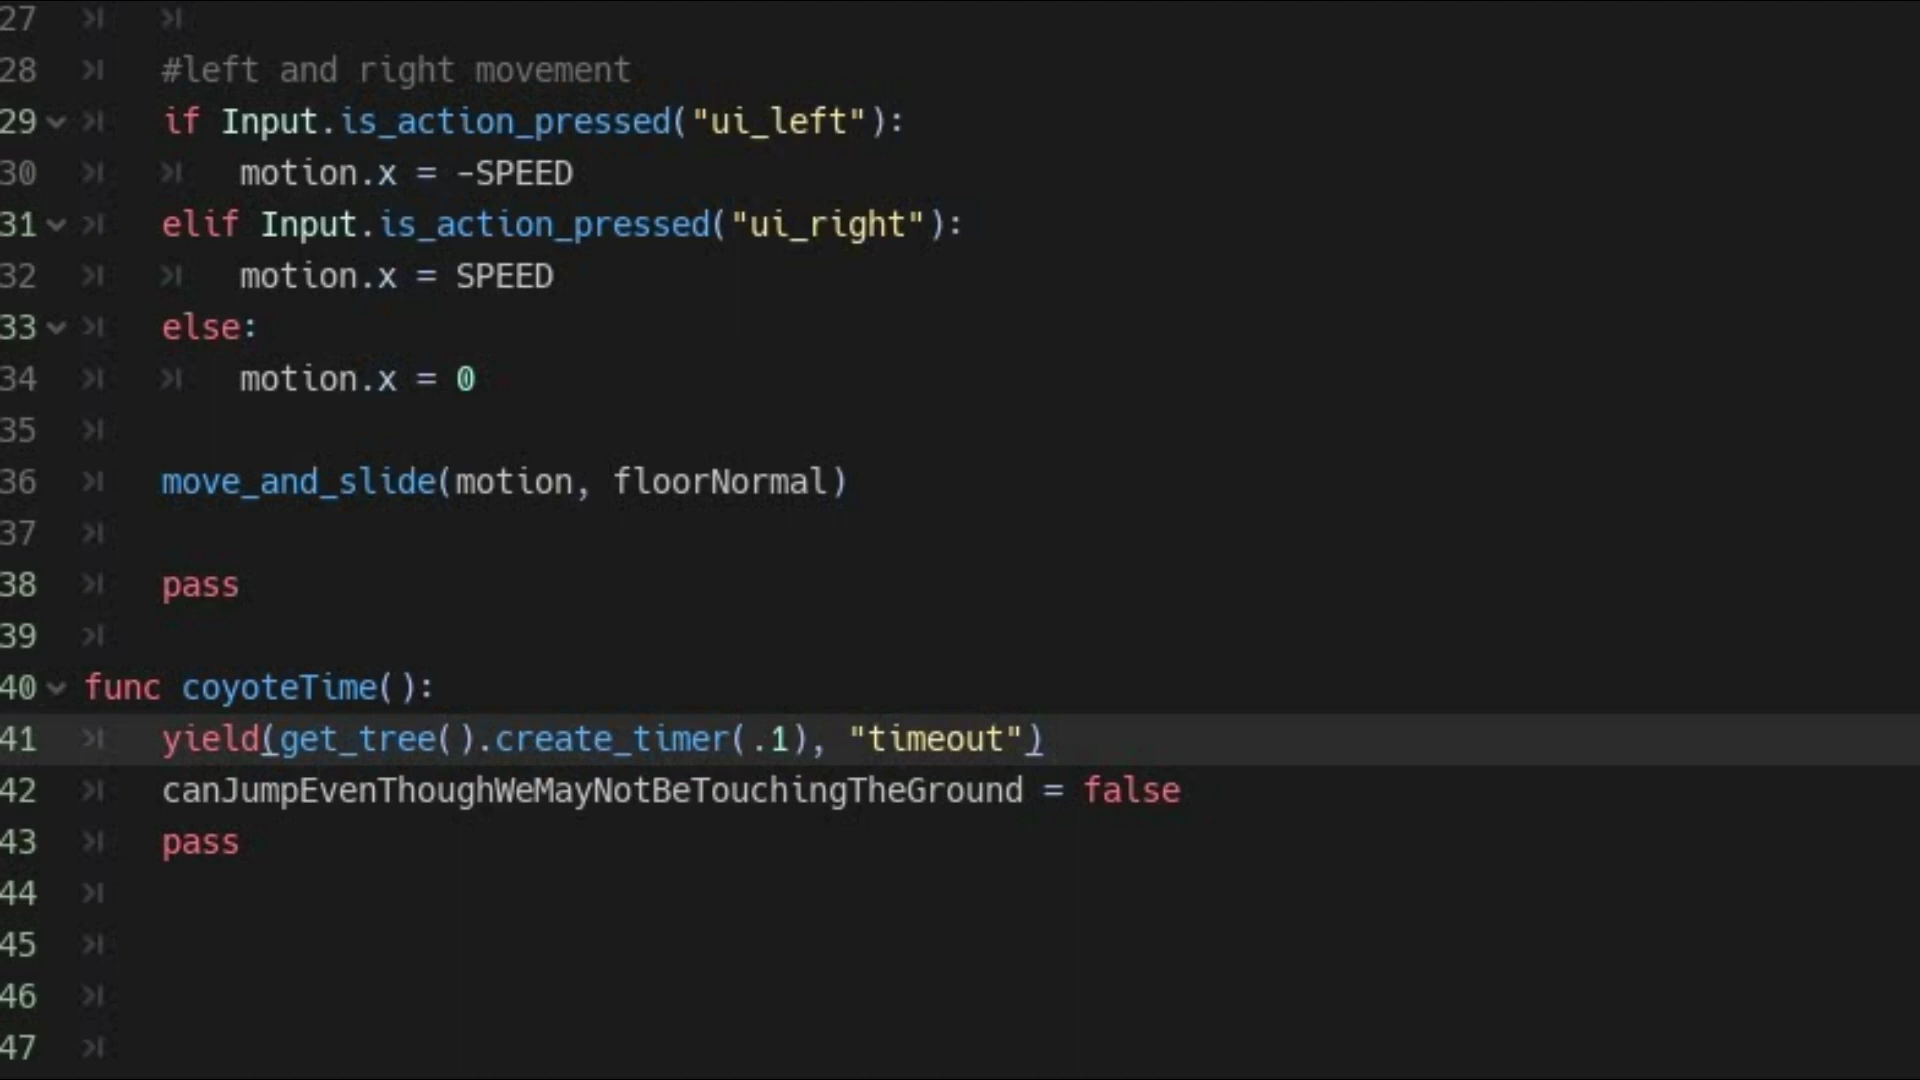 27
28 #left and right movement
29 if Input.is_action_pressed("ui_left"):
30 motion.x = -SPEED
31 elif Input.is_action_pressed("ui_right"):
32 motion.x = SPEED
33 else:
34 motion.x = 0
35
36 move_and_slide(motion, floorNormal)
37
38 pass
39
40 func coyoteTime():
41 yield(get_tree().create_timer(.1), "timeout")
42 canJumpEvenThoughWeMayNotBeTouchingTheGround = false
43 pass
44
45
46
47